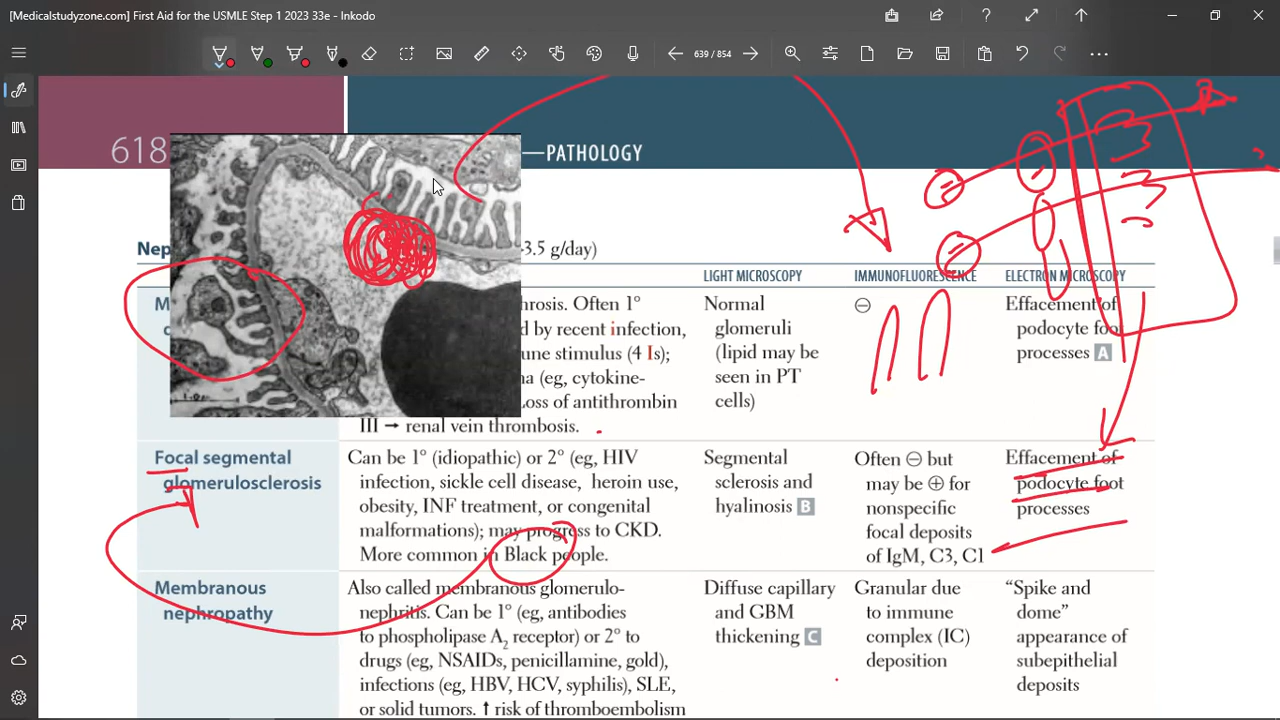 [Medicalstudyzone.com] First Aid for the USMLE Step 1 2023 33e - Inkodo
639 / 854
618
—PATHOLOGY
Nep
3.5 g/day)
LIGHT MICROSCOPY
IMMUNOFLUORESCENCE
ELECTRON MICROSCOPY
M
c
hrosis. Often 1°
d by recent infection,
une stimulus (4 Is);
na (eg, cytokine-
Loss of antithrombin
III → renal vein thrombosis.
Normal
glomeruli
(lipid may be
seen in PT
cells)
⊖
Effacement of
podocyte foot
processes A
Focal segmental
glomerulosclerosis
Can be 1° (idiopathic) or 2° (eg, HIV
infection, sickle cell disease, heroin use,
obesity, INF treatment, or congenital
malformations); may progress to CKD.
More common in Black people.
Segmental
sclerosis and
hyalinosis B
Often ⊖ but
may be ⊕ for
nonspecific
focal deposits
of IgM, C3, C1
Effacement of
podocyte foot
processes
Membranous
nephropathy
Also called membranous glomerulo-
nephritis. Can be 1° (eg, antibodies
to phospholipase A2 receptor) or 2° to
drugs (eg, NSAIDs, penicillamine, gold),
infections (eg, HBV, HCV, syphilis), SLE,
or solid tumors. ↑ risk of thromboembolism
Diffuse capillary
and GBM
thickening C
Granular due
to immune
complex (IC)
deposition
“Spike and
dome”
appearance of
subepithelial
deposits